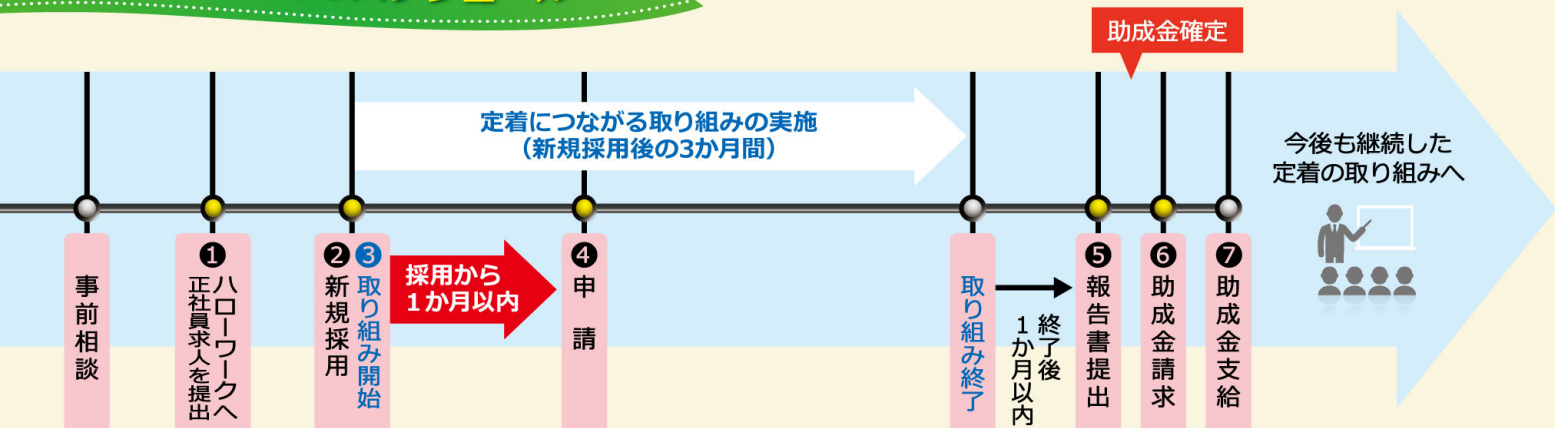 助成金確定
定着につながる取り組みの実施
(新規採用後の3か月間)
今後も継続した
定着の取り組みへ
事前相談
❶
ハローワークへ
正社員求人を提出
❷新規採用
❸取り組み開始
採用から
1か月以内
❹申請
取り組み終了
終了後
1か月以内
❺報告書提出
❻助成金請求
❼助成金支給